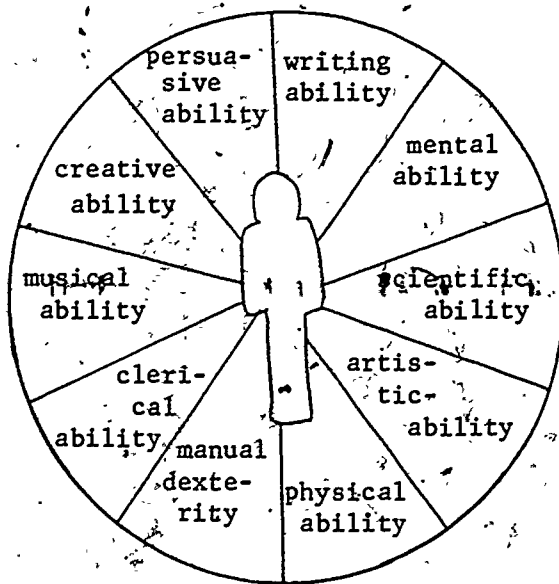 persua-
sive
ability
writing
ability
mental
ability
scientific
ability
artis-
tic-
ability
physical
ability
manual
dexte-
rity
cleri-
cal
ability
musical
ability
creative
ability